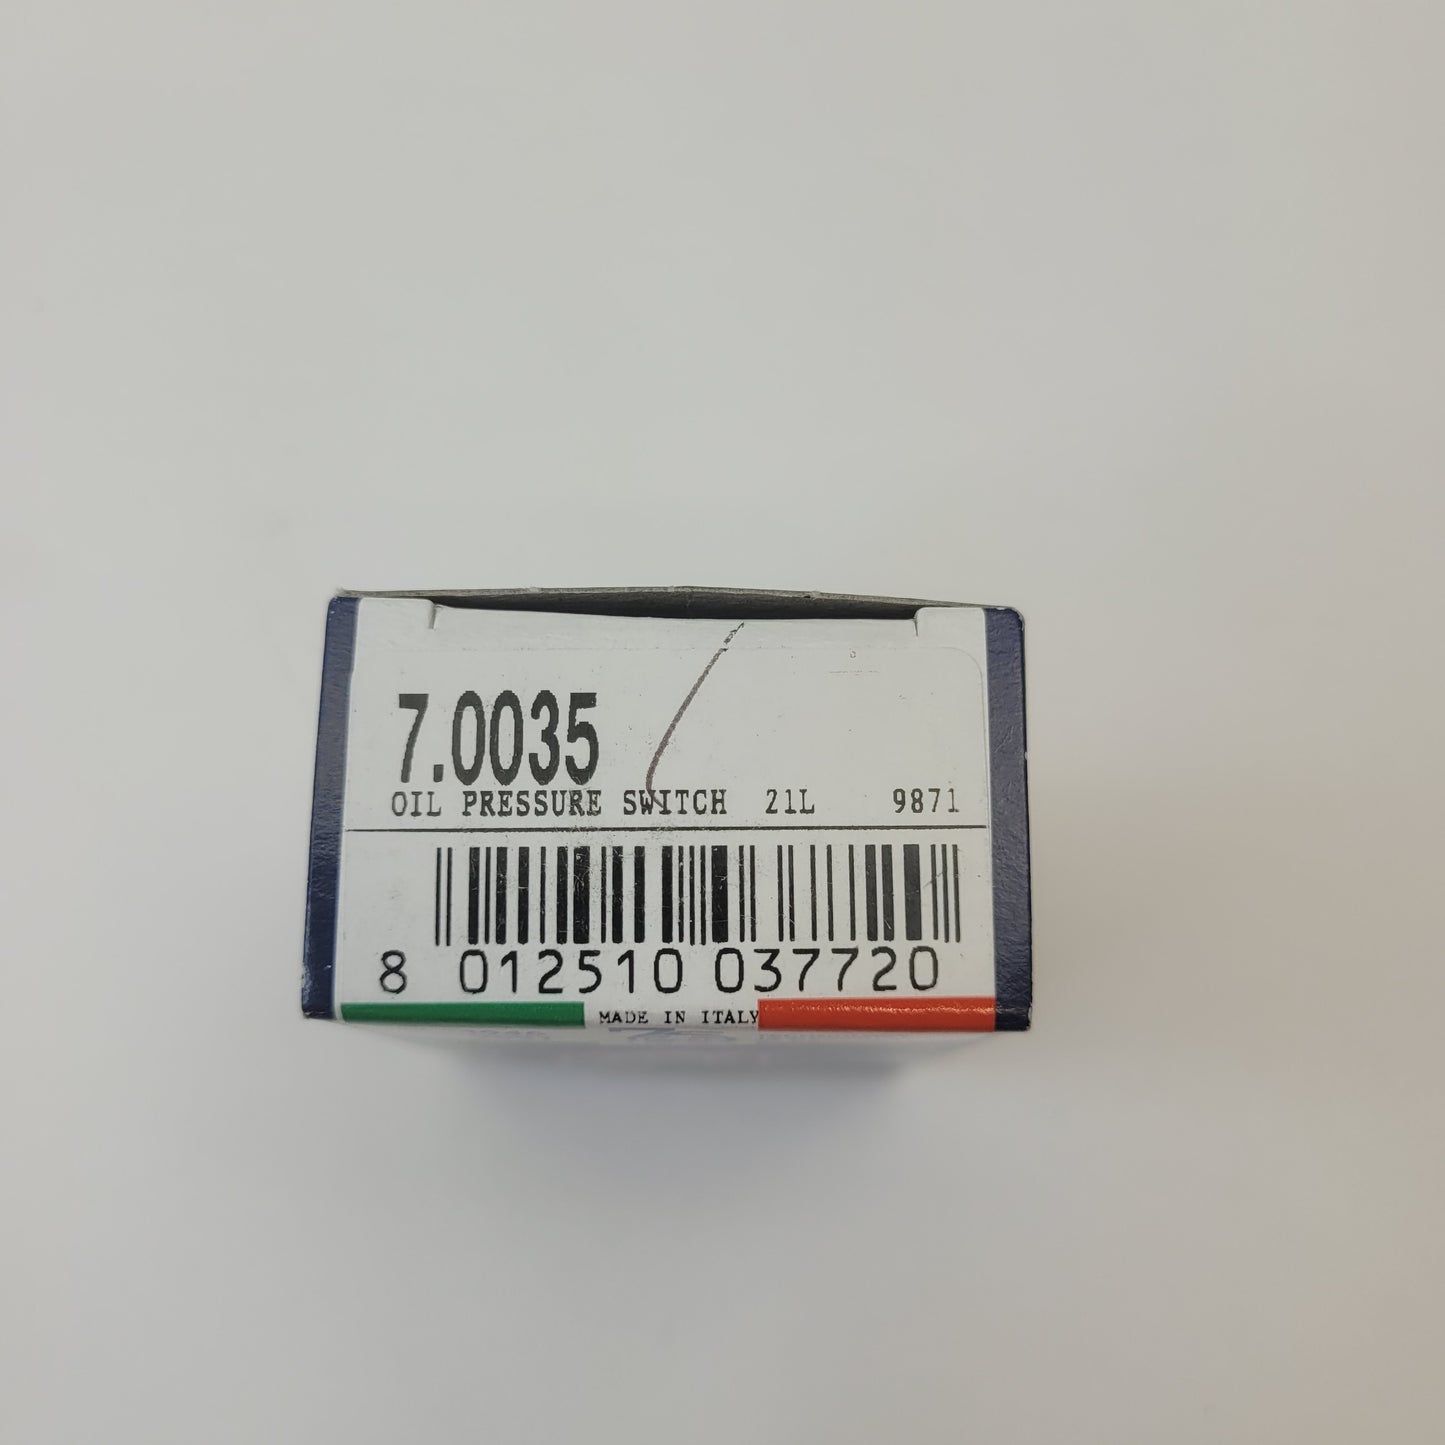 7.0035
OIL PRESSURE SWITCH 21L 9871
8 012510 037720
MADE IN ITALY